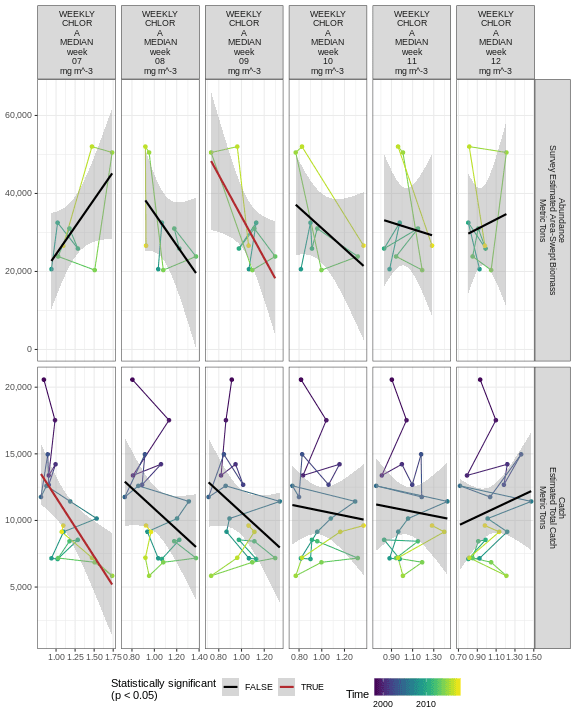 WEEKLY
CHLOR
A
MEDIAN
week
07
mg m^-3
WEEKLY
CHLOR
A
MEDIAN
week
08
mg m^-3
WEEKLY
CHLOR
A
MEDIAN
week
09
mg m^-3
WEEKLY
CHLOR
A
MEDIAN
week
10
mg m^-3
WEEKLY
CHLOR
A
MEDIAN
week
11
mg m^-3
WEEKLY
CHLOR
A
MEDIAN
week
12
mg m^-3
60,000
40,000
20,000
0
Abundance
Survey Estimated Area-Swept Biomass
Metric Tons
20,000
15,000
10,000
5,000
Catch
Estimated Total Catch
Metric Tons
1.00 1.25 1.50 1.75
0.80 1.00 1.20 1.40
0.80 1.00 1.20
0.80 1.00 1.20
0.90 1.10 1.30
0.70 0.90 1.10 1.30 1.50
Statistically significant
(p < 0.05)
FALSE
TRUE
Time
2000 2010